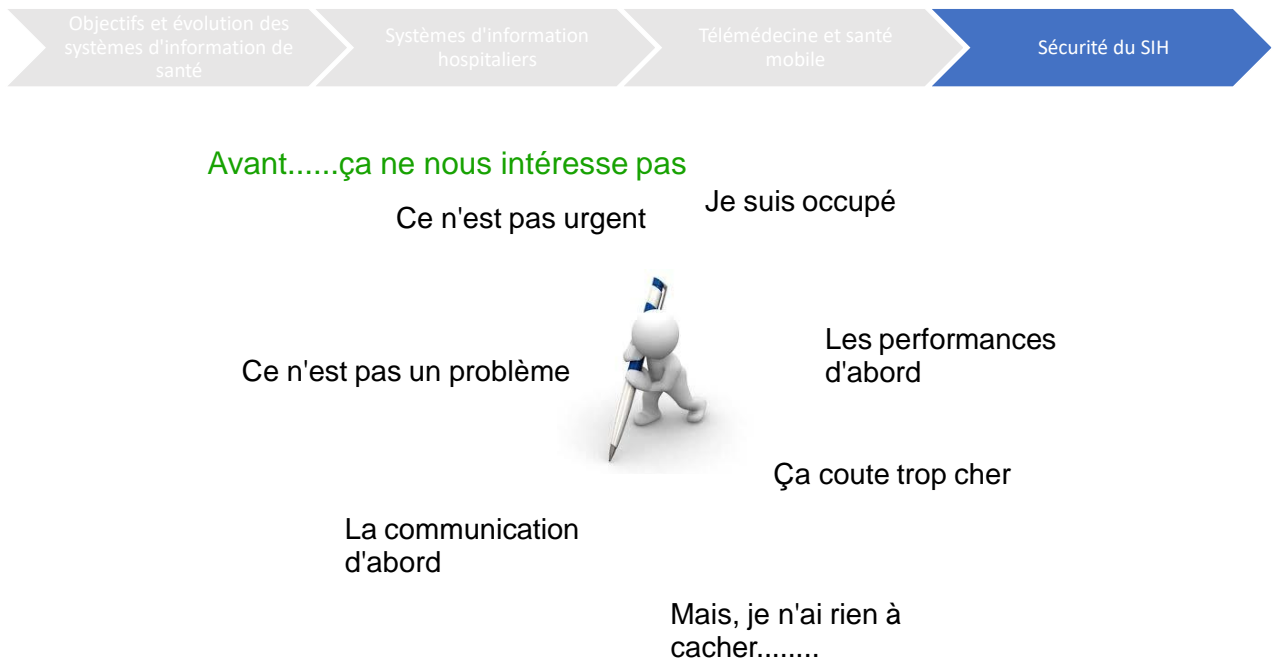 Objectifs et évolution des
systèmes d'information de
santé
Systèmes d'information
hospitaliers
Télémédecine et santé
mobile
Sécurité du SIH
Avant......ça ne nous intéresse pas
Je suis occupé
Ce n'est pas urgent
Les performances
d'abord
Ce n'est pas un problème
Ça coute trop cher
La communication
d'abord
Mais, je n'ai rien à
cacher........